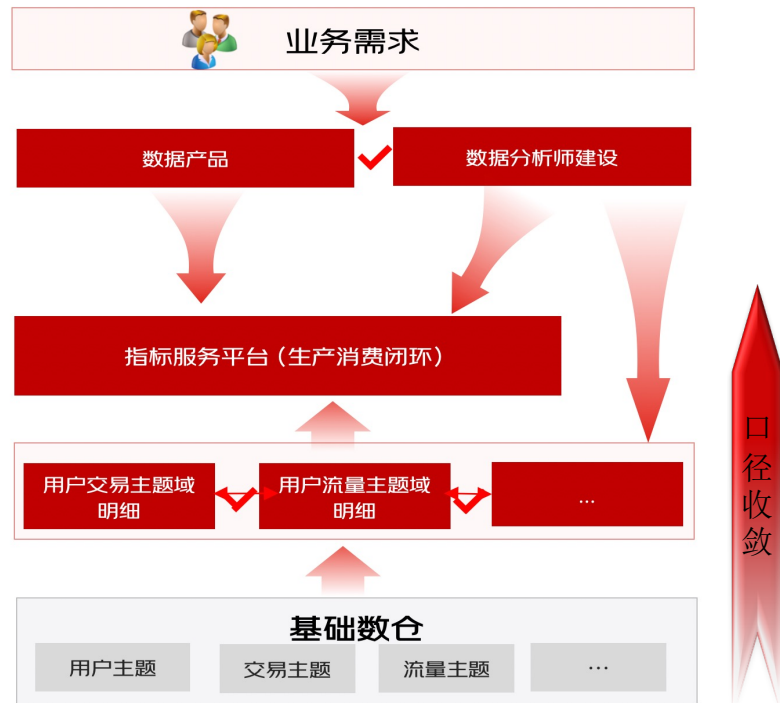 业务需求
数据产品
数据分析师建设
指标服务平台（生产消费闭环）
用户交易主题域
明细
用户流量主题域
明细
...
基础数仓
用户主题
交易主题
流量主题
...
口径收敛